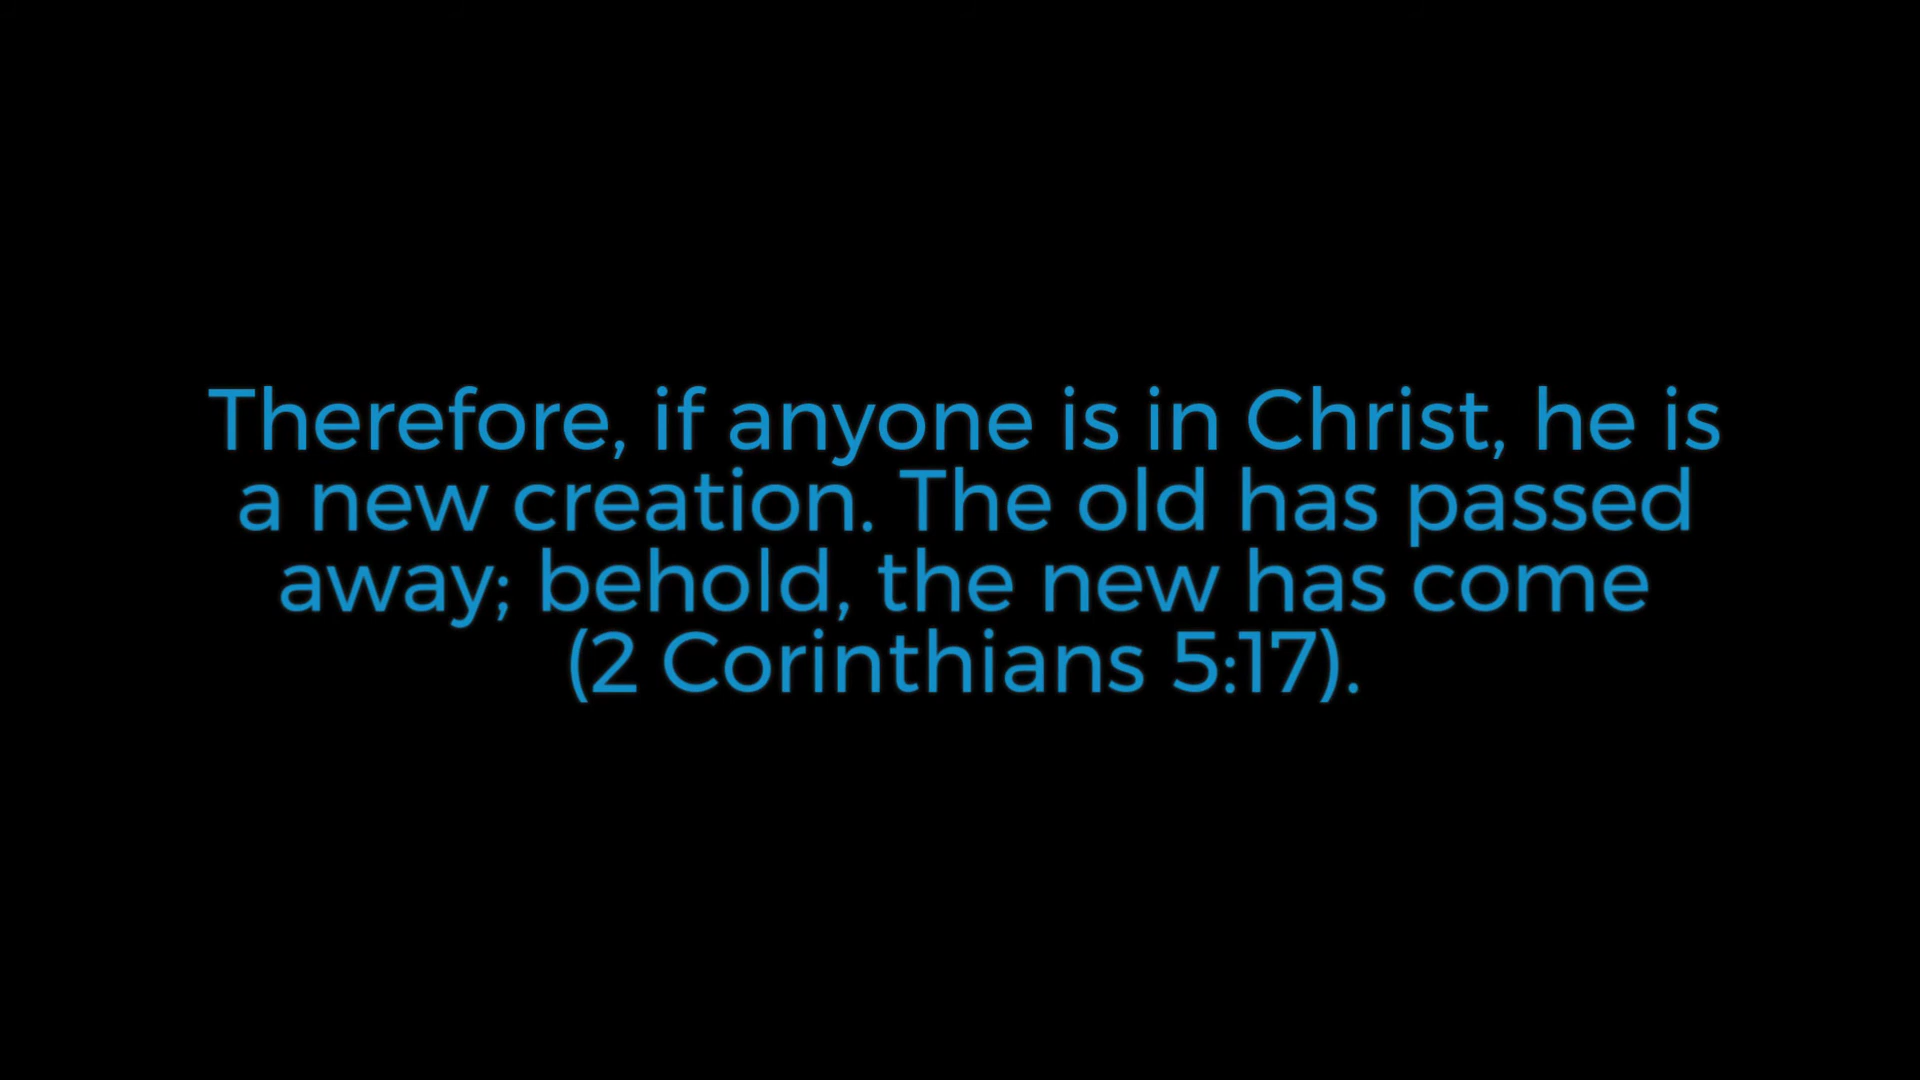 Therefore, if anyone is in Christ, he is
a new creation. The old has passed
away; behold, the new has come
(2 Corinthians 5:17).